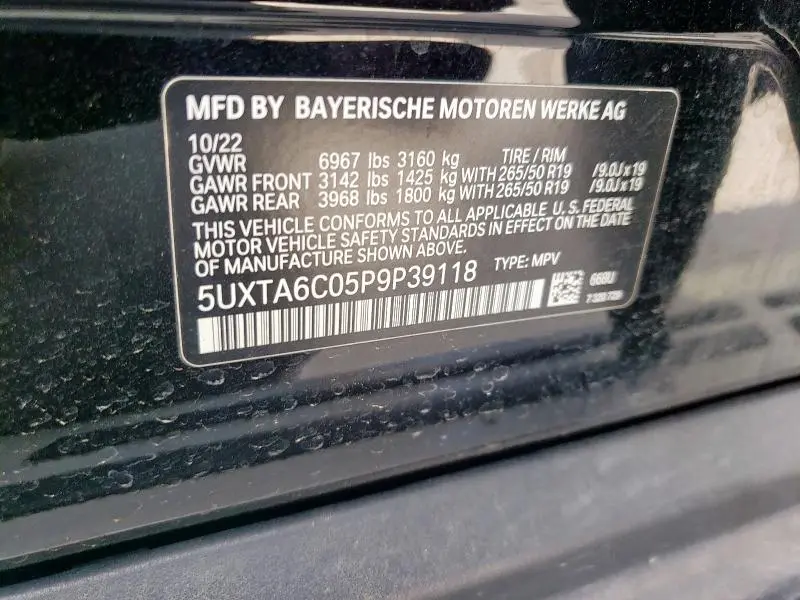 MFD BY BAYERISCHE MOTOREN WERKE AG
10/22
GVWR 6967 lbs 3160 kg TIRE / RIM
GAWR FRONT 3142 lbs 1425 kg WITH 265/50 R19 /9.0J x 19
GAWR REAR 3968 lbs 1800 kg WITH 265/50 R19 /9.0J x 19
THIS VEHICLE CONFORMS TO ALL APPLICABLE U. S. FEDERAL
MOTOR VEHICLE SAFETY STANDARDS IN EFFECT ON THE DATE
OF MANUFACTURE SHOWN ABOVE.
5UXTA6C05P9P39118 TYPE: MPV